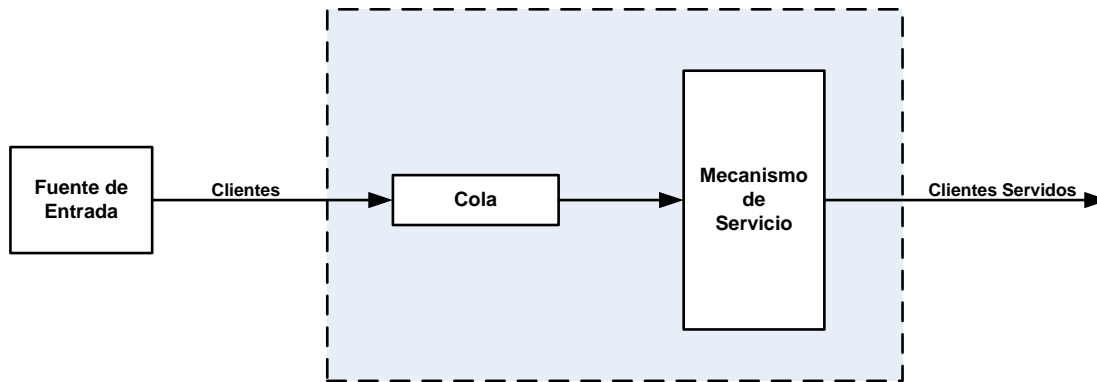 Fuente de
Entrada
Clientes
Cola
Mecanismo
de
Servicio
Clientes Servidos